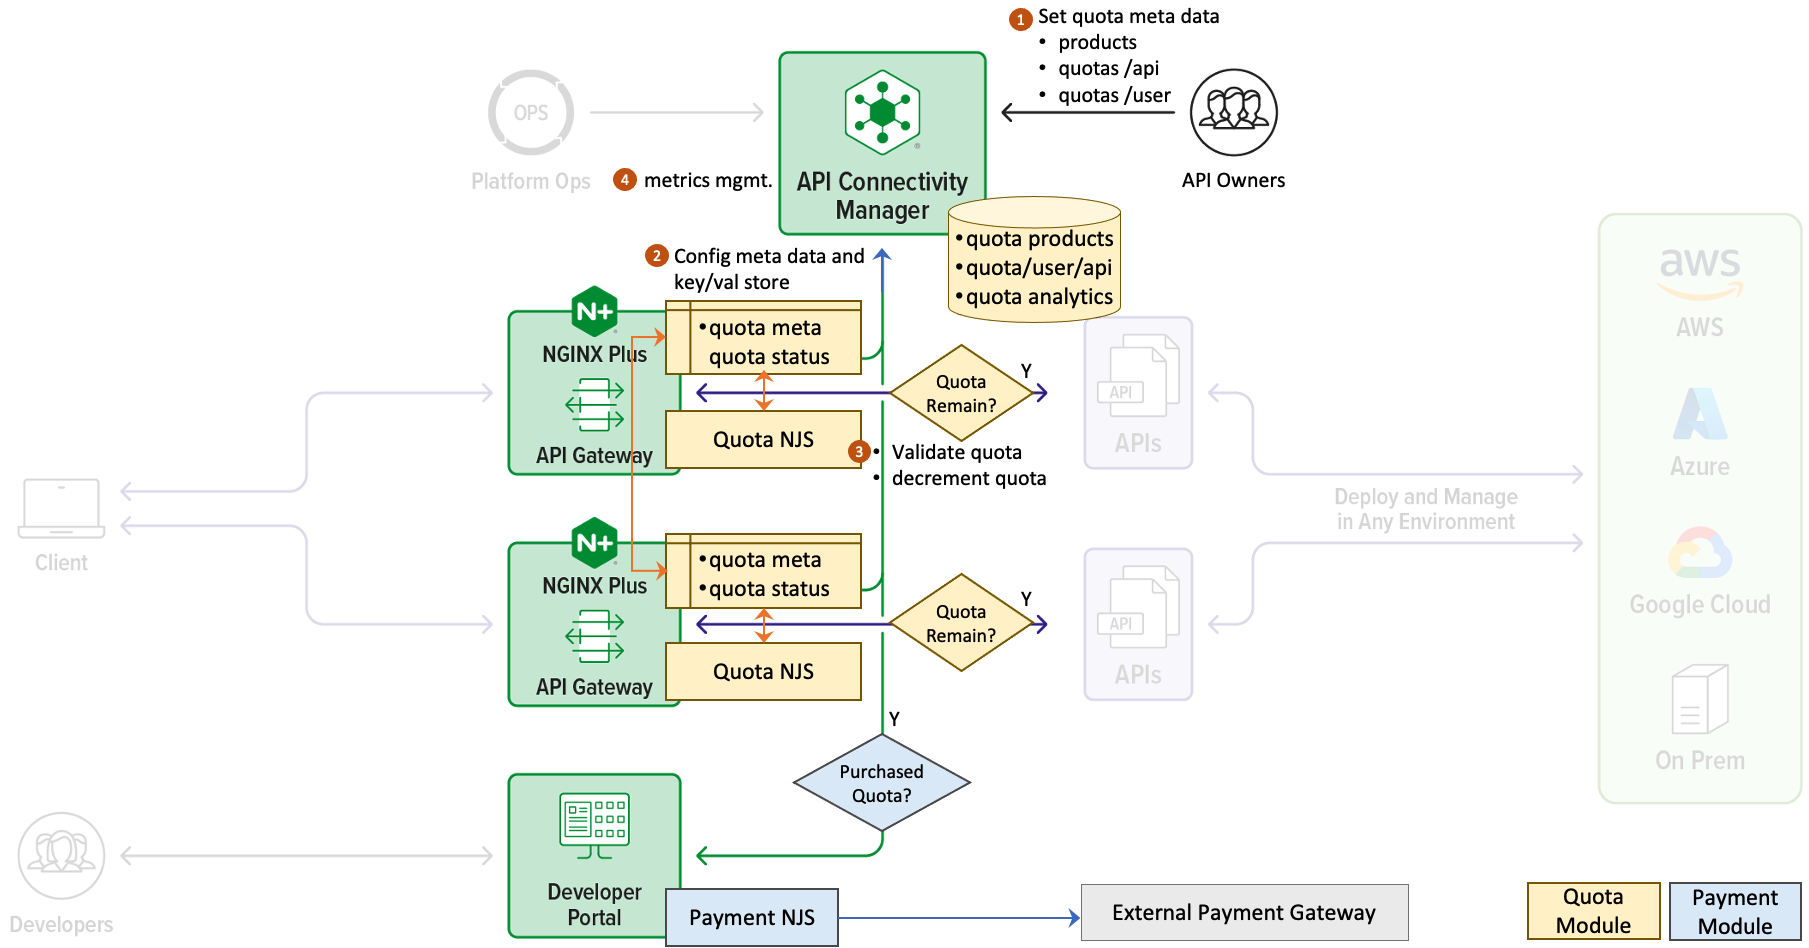 1 Set quota meta data
• products
• quotas /api
• quotas /user
OPS
Platform Ops
4 metrics mgmt.
API Connectivity
Manager
®
API Owners
• quota products
• quota/user/api
• quota analytics
2 Config meta data and
key/val store
N+
NGINX Plus
API Gateway
• quota meta
quota status
Quota NJS
Quota
Remain?
Y
API
APIs
3 • Validate quota
• decrement quota
Client
N+
NGINX Plus
API Gateway
• quota meta
• quota status
Quota NJS
Quota
Remain?
Y
API
APIs
Deploy and Manage
in Any Environment
aws
AWS
Azure
Google Cloud
On Prem
Y
Purchased
Quota?
Developers
Developer
Portal
Payment NJS
External Payment Gateway
Quota
Module
Payment
Module